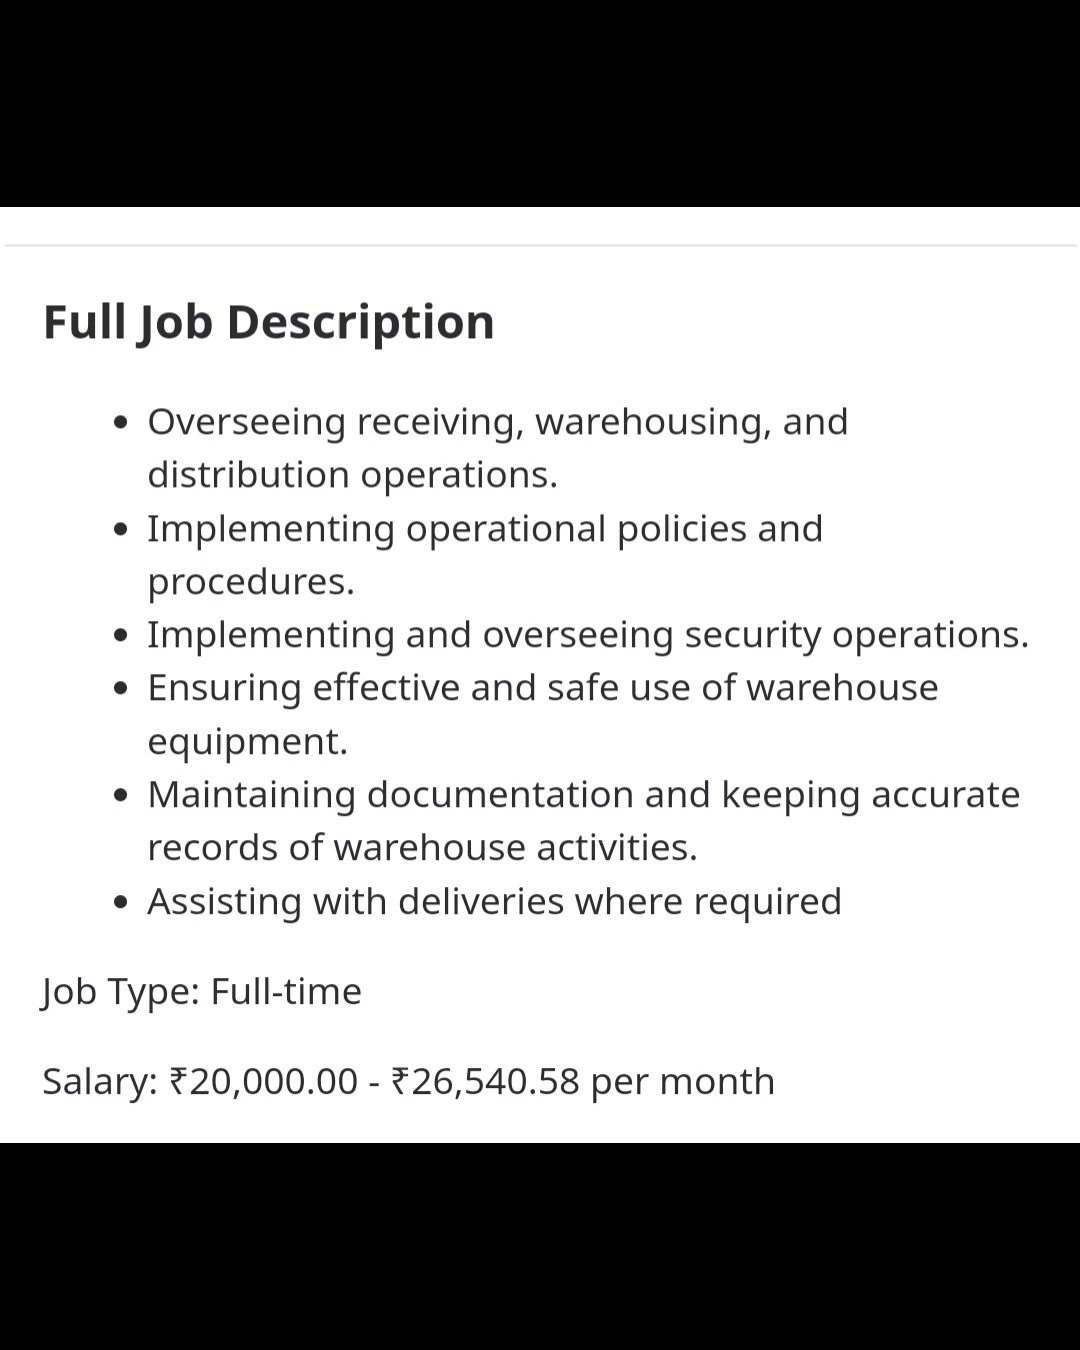 Full Job Description
• Overseeing receiving, warehousing, and
distribution operations.
• Implementing operational policies and
procedures.
• Implementing and overseeing security operations.
• Ensuring effective and safe use of warehouse
equipment.
• Maintaining documentation and keeping accurate
records of warehouse activities.
• Assisting with deliveries where required
Job Type: Full-time
Salary: ₹20,000.00 - ₹26,540.58 per month